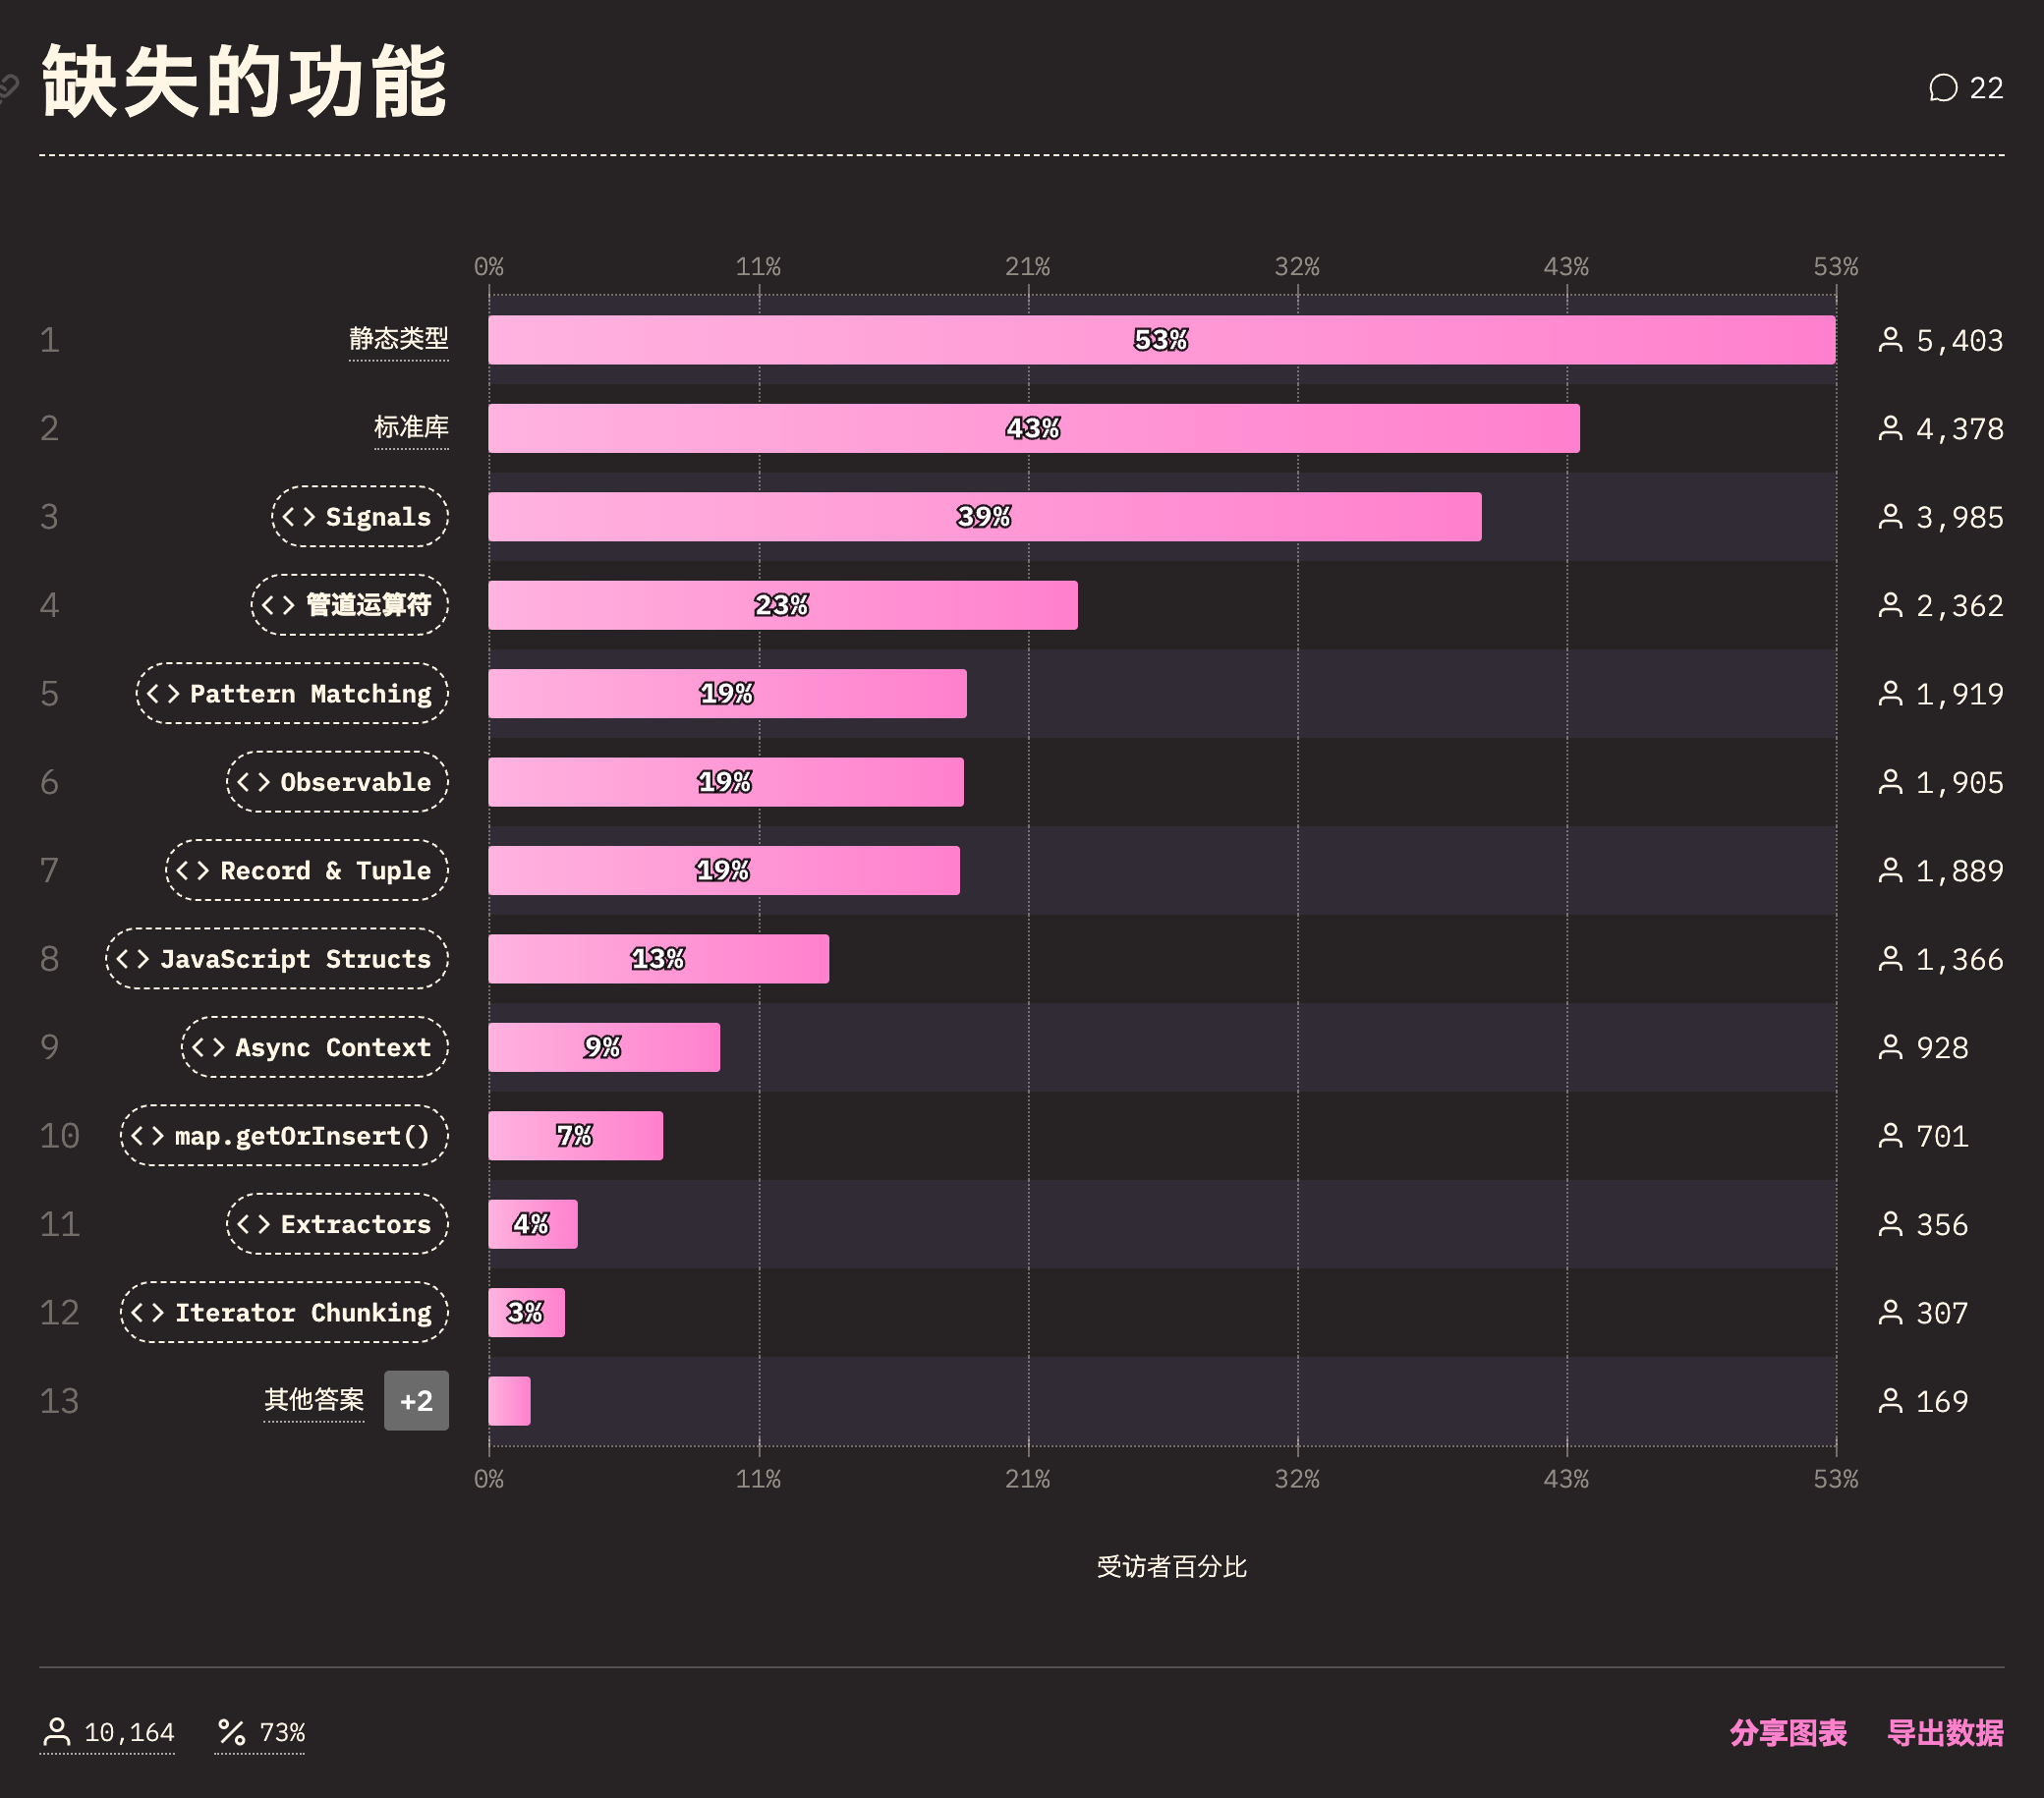 缺失的功能
22
0% 11% 21% 32% 43% 53%
1 静态类型 53% 5,403
2 标准库 43% 4,378
3 <> Signals 39% 3,985
4 <> 管道运算符 23% 2,362
5 <> Pattern Matching 19% 1,919
6 <> Observable 19% 1,905
7 <> Record & Tuple 19% 1,889
8 <> JavaScript Structs 13% 1,366
9 <> Async Context 9% 928
10 <> map.getOrInsert() 7% 701
11 <> Extractors 4% 356
12 <> Iterator Chunking 3% 307
13 其他答案 +2 169
0% 11% 21% 32% 43% 53%
受访者百分比
10,164 % 73% 分享图表 导出数据